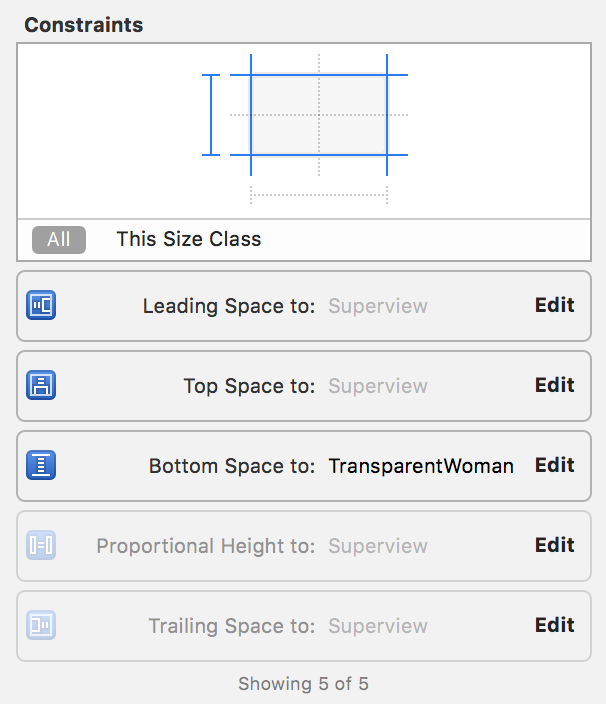 Constraints
All This Size Class
Leading Space to: Superview Edit
Top Space to: Superview Edit
Bottom Space to: TransparentWoman Edit
Proportional Height to: Superview Edit
Trailing Space to: Superview Edit
Showing 5 of 5